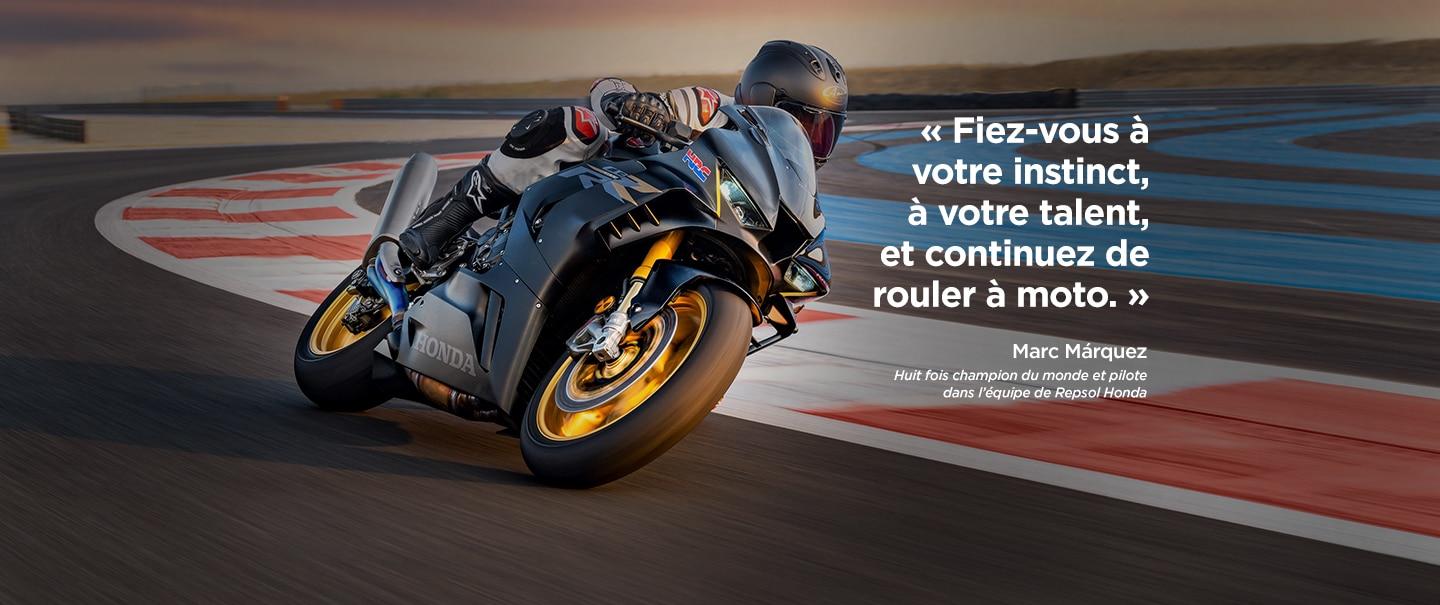 « Fiez-vous à
votre instinct,
à votre talent,
et continuez de
rouler à moto. »
Marc Márquez
Huit fois champion du monde et pilote
dans l'équipe de Repsol Honda
HRC
RR
HONDA